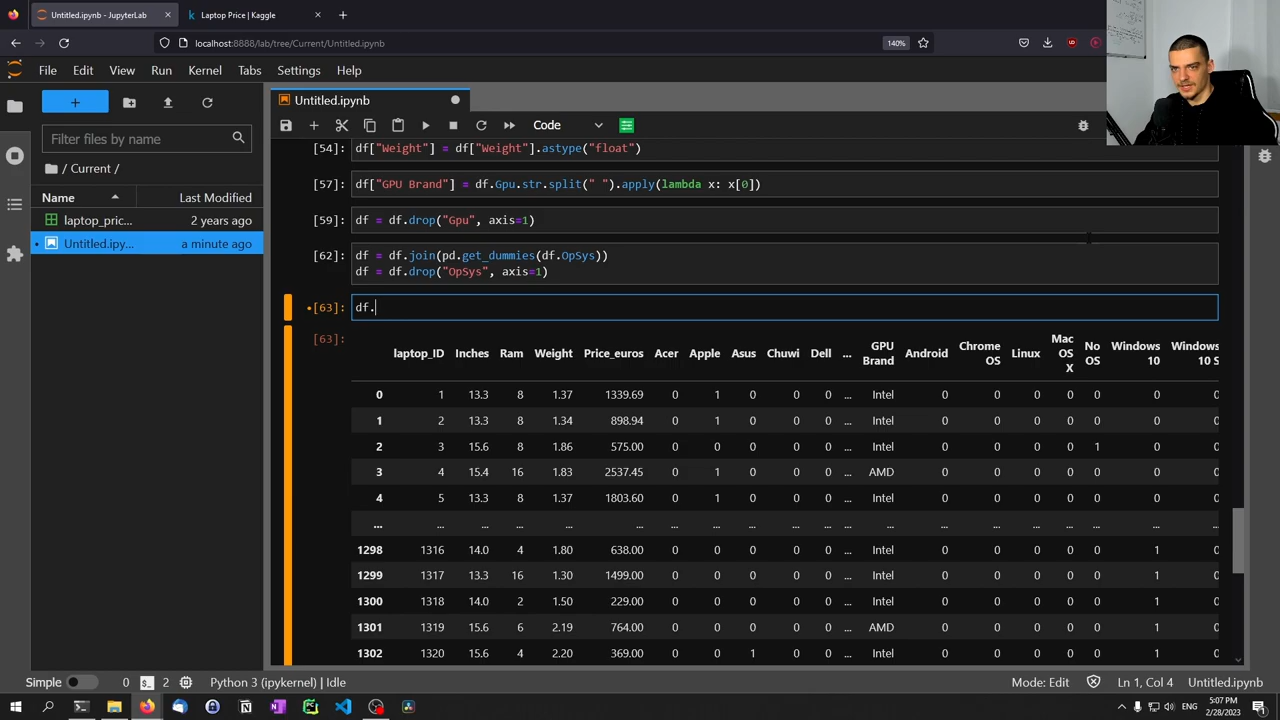 Untitled.ipynb - JupyterLab
Laptop Price | Kaggle
localhost:8888/lab/tree/Current/Untitled.ipynb
140%
File Edit View Run Kernel Tabs Settings Help
Untitled.ipynb
Filter files by name
Code
/ Current /
Name Last Modified
laptop_pric... 2 years ago
Untitled.ipy... a minute ago
[54]: df["Weight"] = df["Weight"].astype("float")
[57]: df["GPU Brand"] = df.Gpu.str.split(" ").apply(lambda x: x[0])
[59]: df = df.drop("Gpu", axis=1)
[62]: df = df.join(pd.get_dummies(df.OpSys))
df = df.drop("OpSys", axis=1)
[63]: df.
[63]:
laptop_ID Inches Ram Weight Price_euros Acer Apple Asus Chuwi Dell ... GPU Brand Android Chrome OS Linux Mac OS X No OS Windows 10 Windows 10 S
0 1 13.3 8 1.37 1339.69 0 1 0 0 0 ... Intel 0 0 0 0 0 0 0
1 2 13.3 8 1.34 898.94 0 1 0 0 0 ... Intel 0 0 0 0 0 0 0
2 3 15.6 8 1.86 575.00 0 0 0 0 0 ... Intel 0 0 0 0 1 0 0
3 4 15.4 16 1.83 2537.45 0 1 0 0 0 ... AMD 0 0 0 0 0 0 0
4 5 13.3 8 1.37 1803.60 0 1 0 0 0 ... Intel 0 0 0 0 0 0 0
... ... ... ... ... ... ... ... ... ... ... ... ... ... ... ... ... ... ... ...
1298 1316 14.0 4 1.80 638.00 0 0 0 0 0 ... Intel 0 0 0 0 0 1 0
1299 1317 13.3 16 1.30 1499.00 0 0 0 0 0 ... Intel 0 0 0 0 0 1 0
1300 1318 14.0 2 1.50 229.00 0 0 0 0 0 ... Intel 0 0 0 0 0 1 0
1301 1319 15.6 6 2.19 764.00 0 0 0 0 0 ... AMD 0 0 0 0 0 1 0
1302 1320 15.6 4 2.20 369.00 0 0 1 0 0 ... Intel 0 0 0 0 0 1 0
Simple 0 2 Python 3 (ipykernel) | Idle Mode: Edit Ln 1, Col 4 Untitled.ipynb
ENG 5:07 PM
2/28/2023